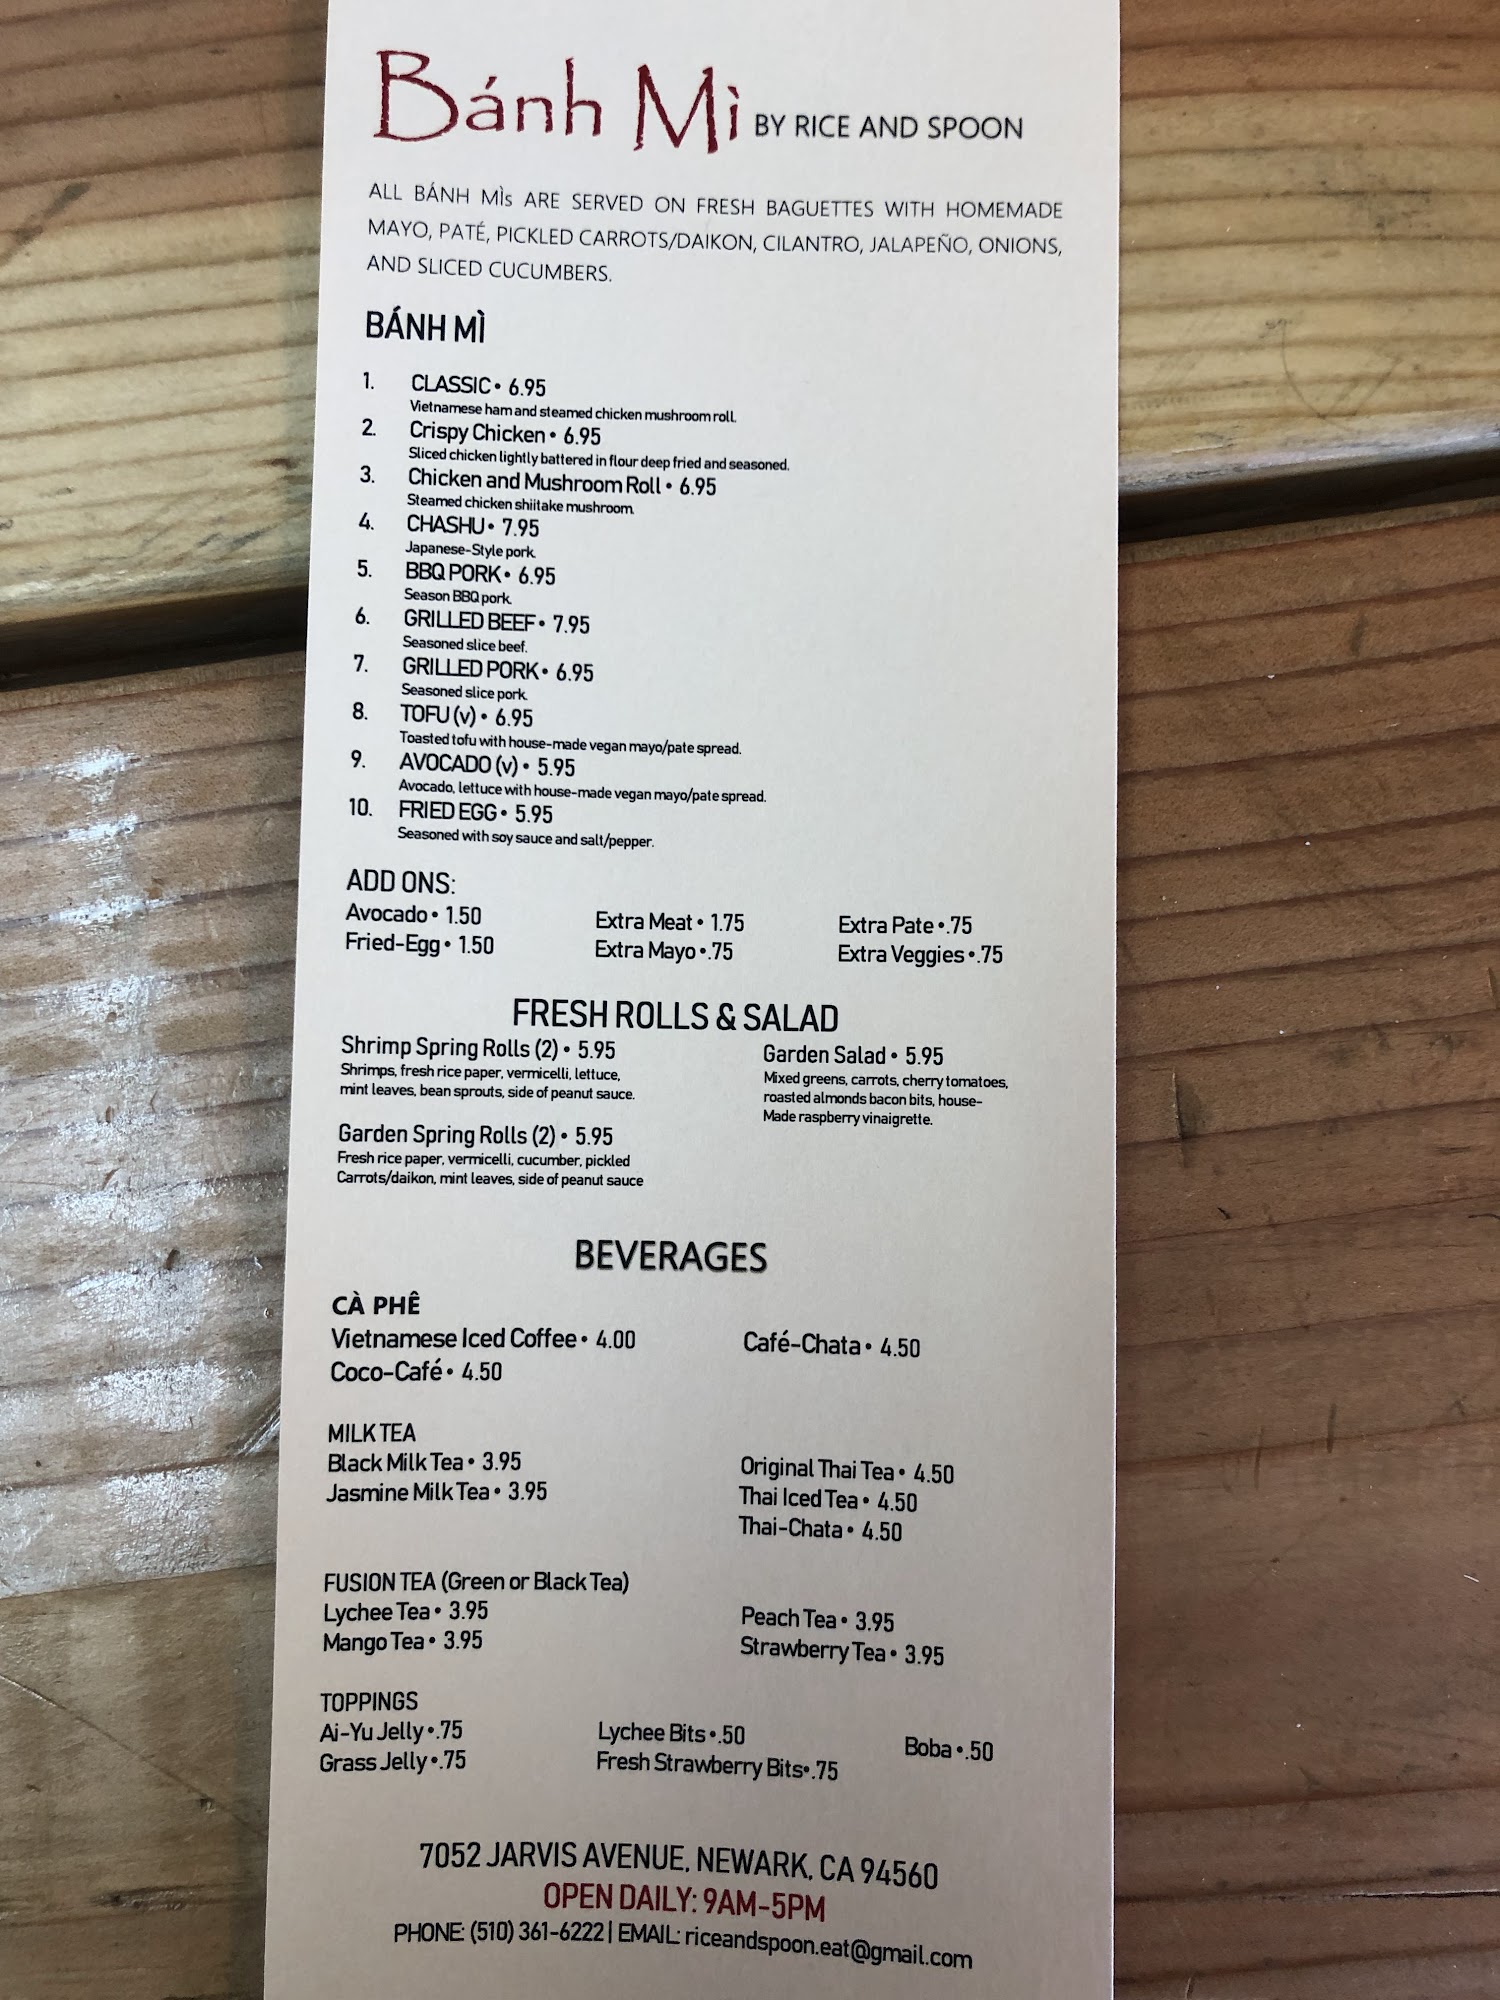 Bánh Mì BY RICE AND SPOON
ALL BÁNH MÌs ARE SERVED ON FRESH BAGUETTES WITH HOMEMADE
MAYO, PATÉ, PICKLED CARROTS/DAIKON, CILANTRO, JALAPEÑO, ONIONS,
AND SLICED CUCUMBERS.
BÁNH MÌ
1. CLASSIC • 6.95
Vietnamese ham and steamed chicken mushroom roll.
2. Crispy Chicken • 6.95
Sliced chicken lightly battered in flour deep fried and seasoned.
3. Chicken and Mushroom Roll • 6.95
Steamed chicken shiitake mushroom.
4. CHASHU • 7.95
Japanese-Style pork.
5. BBQ PORK • 6.95
Season BBQ pork.
6. GRILLED BEEF • 7.95
Seasoned slice beef.
7. GRILLED PORK • 6.95
Seasoned slice pork.
8. TOFU (v) • 6.95
Toasted tofu with house-made vegan mayo/pate spread.
9. AVOCADO (v) • 5.95
Avocado, lettuce with house-made vegan mayo/pate spread.
10. FRIED EGG • 5.95
Seasoned with soy sauce and salt/pepper.
ADD ONS:
Avocado • 1.50 Extra Meat • 1.75 Extra Pate •.75
Fried-Egg • 1.50 Extra Mayo •.75 Extra Veggies •.75
FRESH ROLLS & SALAD
Shrimp Spring Rolls (2) • 5.95
Shrimps, fresh rice paper, vermicelli, lettuce,
mint leaves, bean sprouts, side of peanut sauce.
Garden Spring Rolls (2) • 5.95
Fresh rice paper, vermicelli, cucumber, pickled
Carrots/daikon, mint leaves, side of peanut sauce
Garden Salad • 5.95
Mixed greens, carrots, cherry tomatoes,
roasted almonds bacon bits, house-
Made raspberry vinaigrette.
BEVERAGES
CÀ PHÊ
Vietnamese Iced Coffee • 4.00 Café-Chata • 4.50
Coco-Café • 4.50
MILK TEA
Black Milk Tea • 3.95 Original Thai Tea • 4.50
Jasmine Milk Tea • 3.95 Thai Iced Tea • 4.50
Thai-Chata • 4.50
FUSION TEA (Green or Black Tea)
Lychee Tea • 3.95 Peach Tea • 3.95
Mango Tea • 3.95 Strawberry Tea • 3.95
TOPPINGS
Ai-Yu Jelly •.75 Lychee Bits •.50 Boba •.50
Grass Jelly •.75 Fresh Strawberry Bits•.75
7052 JARVIS AVENUE, NEWARK, CA 94560
OPEN DAILY: 9AM-5PM
PHONE: (510) 361-6222 | EMAIL: riceandspoon.eat@gmail.com